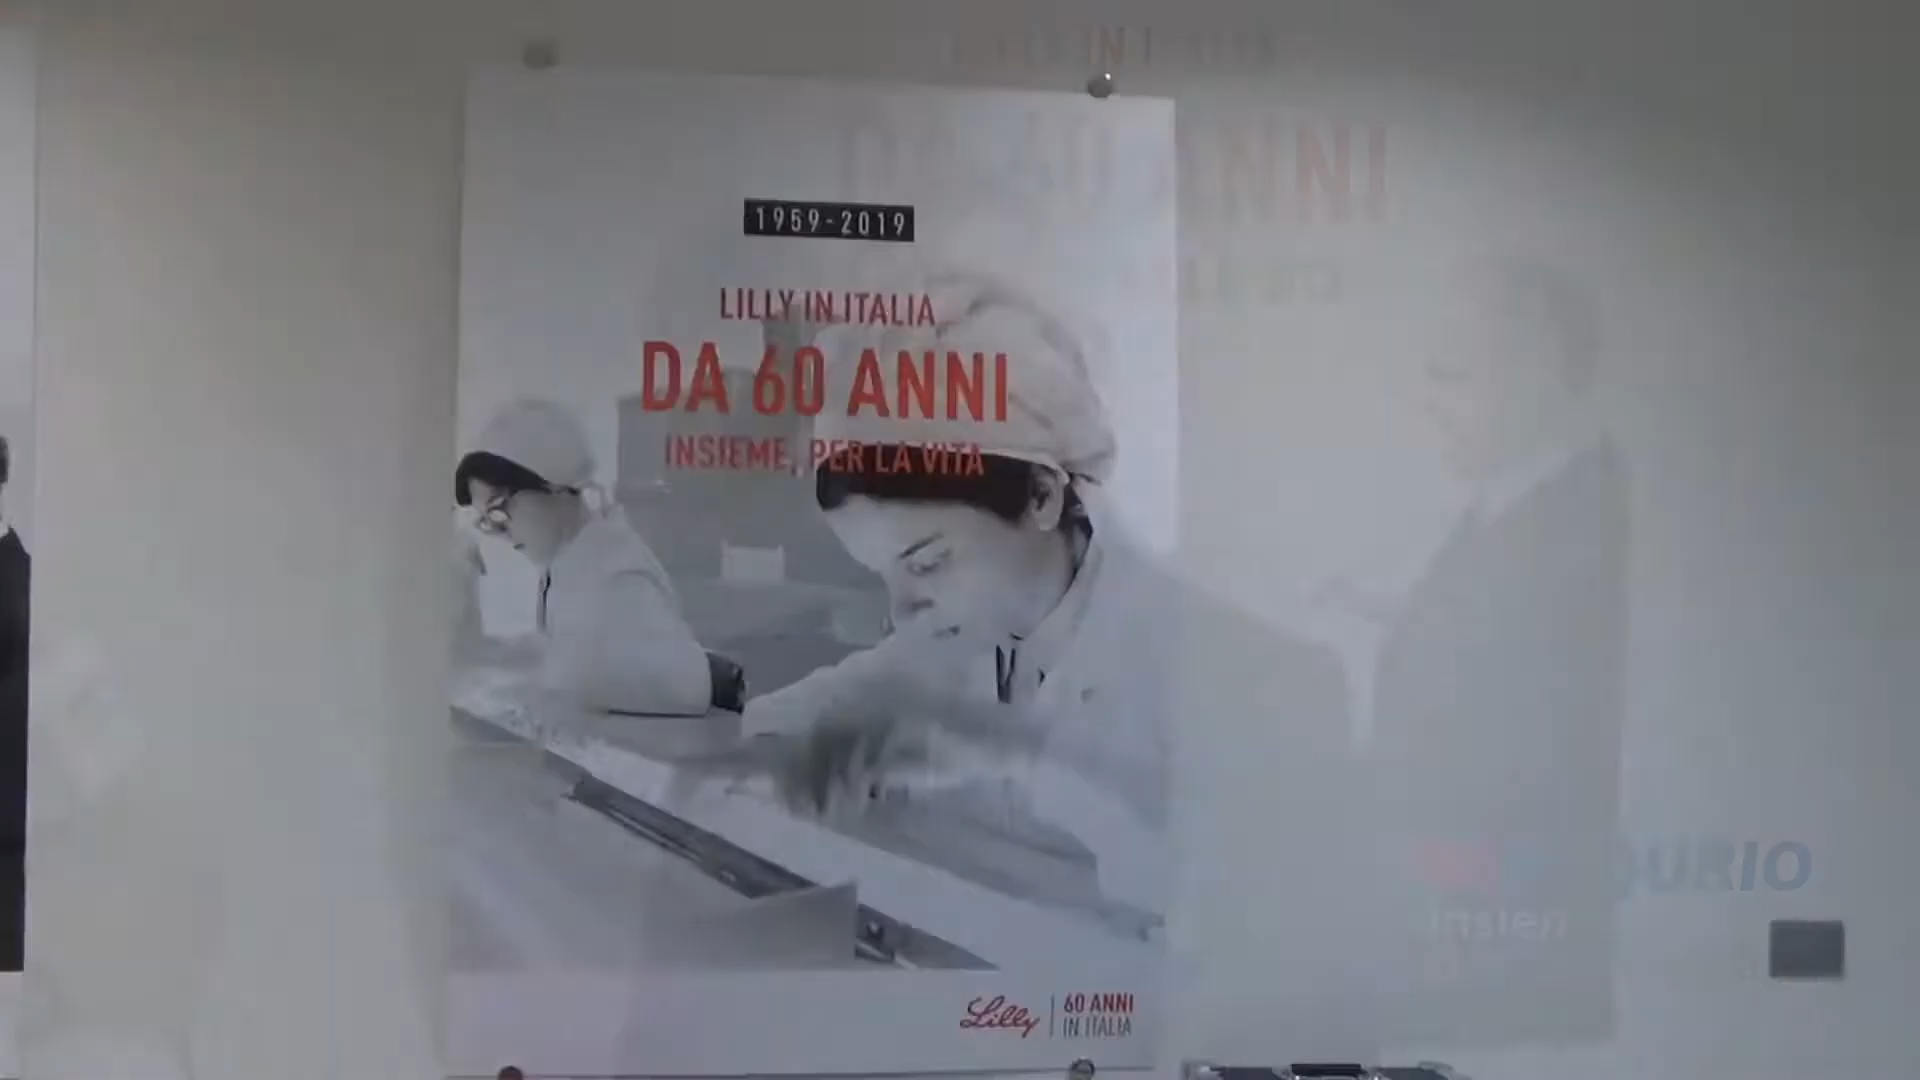 1959-2019
LILLY IN ITALIA
DA 60 ANNI
INSIEME, PER LA VITA
Lilly
60 ANNI
IN ITALIA